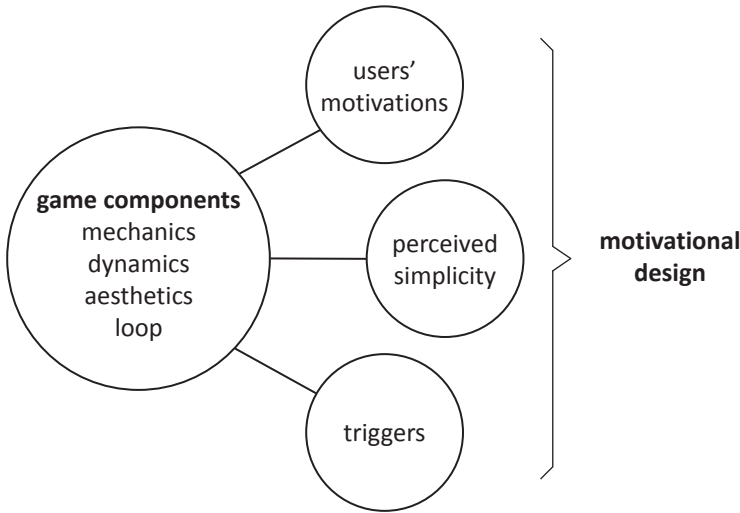 game components
mechanics
dynamics
aesthetics
loop
users’
motivations
perceived
simplicity
triggers
motivational
design